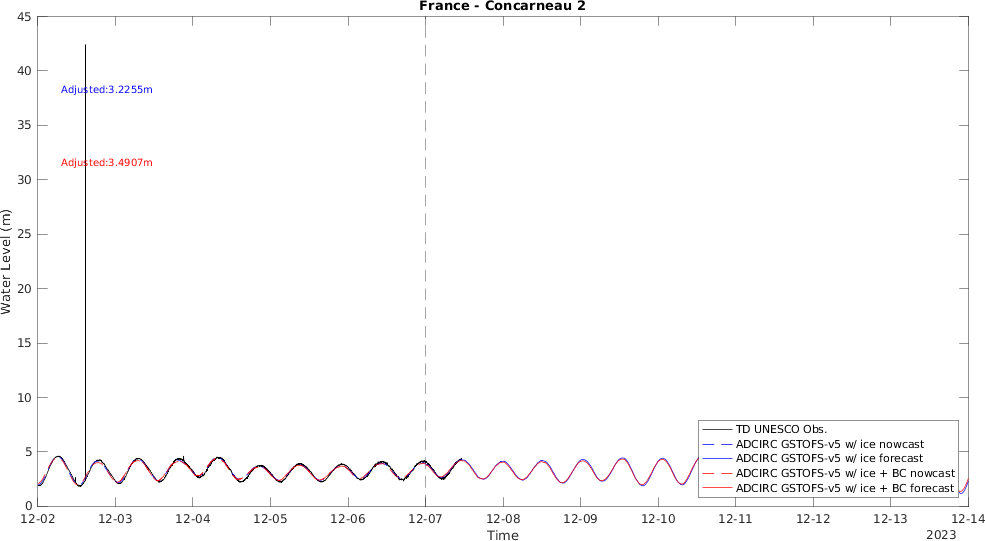 France - Concarneau 2
45
40
35
30
25
20
15
10
5
0
Water Level (m)
Adjusted:3.2255m
Adjusted:3.4907m
TD UNESCO Obs.
ADCIRC GSTOFS-v5 w/ ice nowcast
ADCIRC GSTOFS-v5 w/ ice forecast
ADCIRC GSTOFS-v5 w/ ice + BC nowcast
ADCIRC GSTOFS-v5 w/ ice + BC forecast
12-02 12-03 12-04 12-05 12-06 12-07 12-08 12-09 12-10 12-11 12-12 12-13 12-14
Time
2023